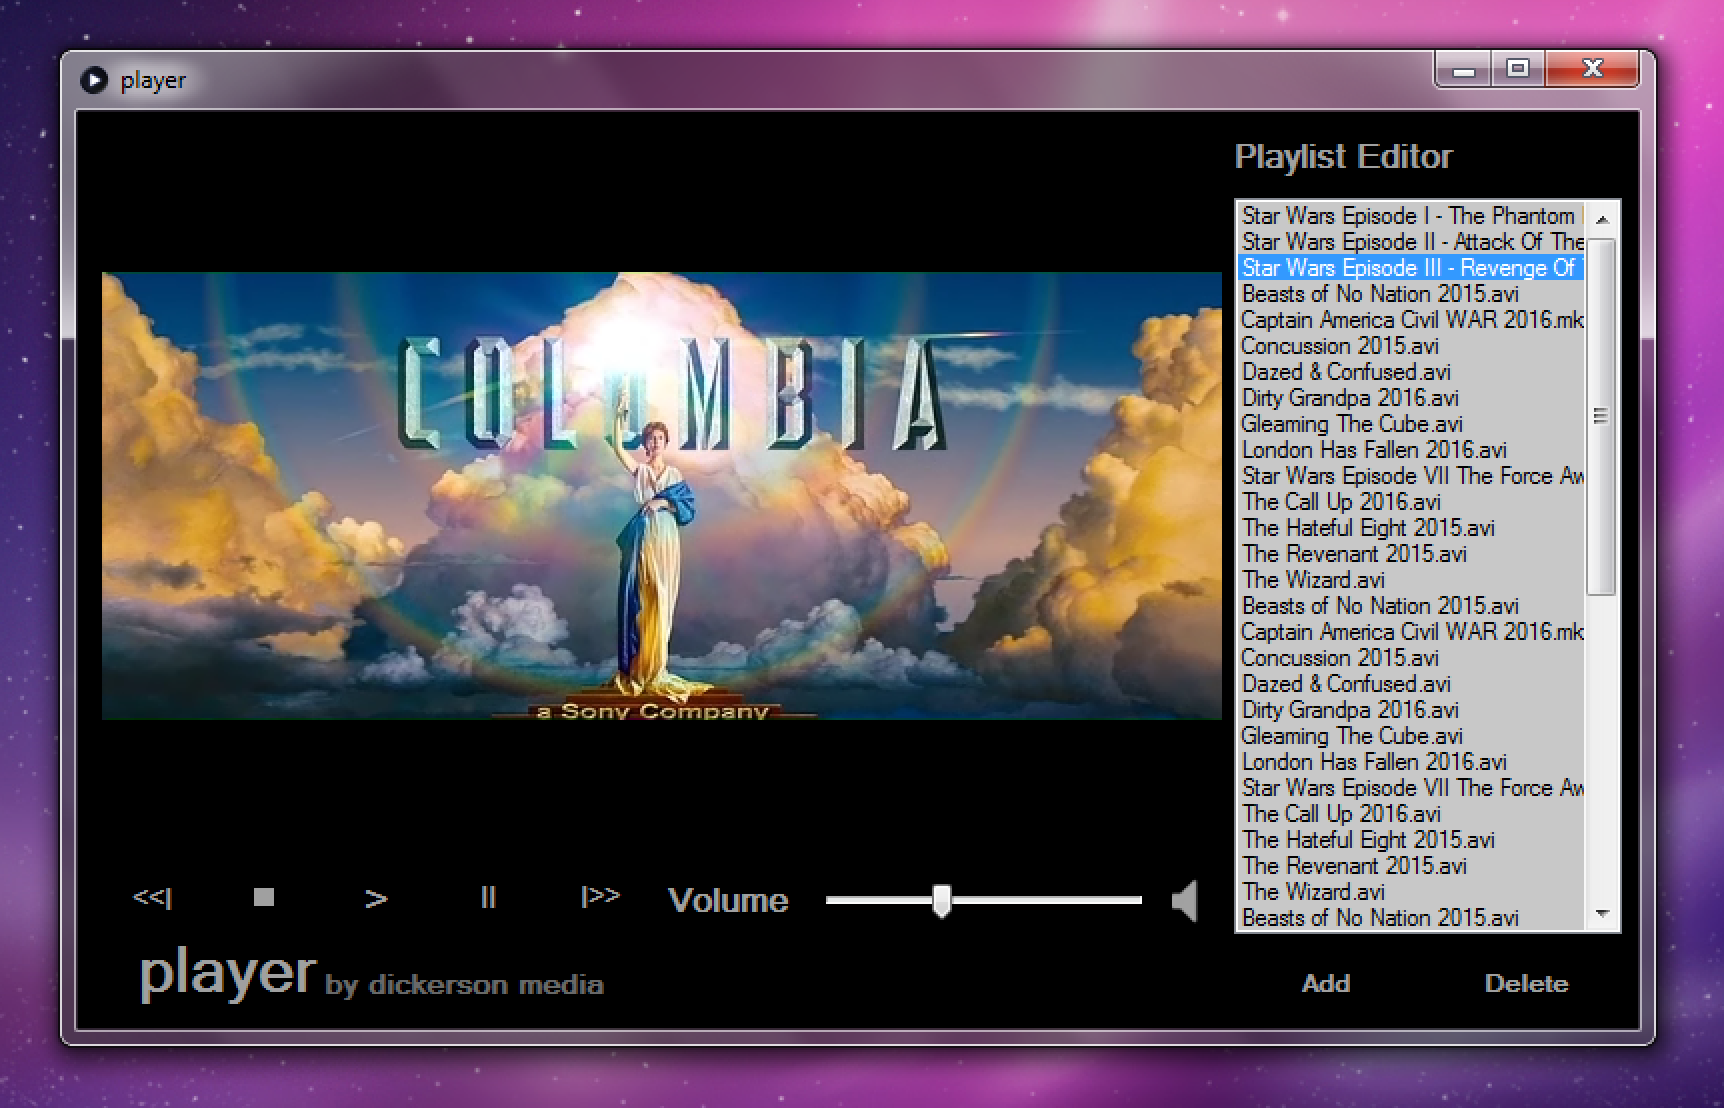 player
Playlist Editor
COLUMBIA
a Sony Company
Star Wars Episode I - The Phantom
Star Wars Episode II - Attack Of The
Star Wars Episode III - Revenge Of
Beasts of No Nation 2015.avi
Captain America Civil WAR 2016.mk
Concussion 2015.avi
Dazed & Confused.avi
Dirty Grandpa 2016.avi
Gleaming The Cube.avi
London Has Fallen 2016.avi
Star Wars Episode VII The Force Aw
The Call Up 2016.avi
The Hateful Eight 2015.avi
The Revenant 2015.avi
The Wizard.avi
Beasts of No Nation 2015.avi
Captain America Civil WAR 2016.mk
Concussion 2015.avi
Dazed & Confused.avi
Dirty Grandpa 2016.avi
Gleaming The Cube.avi
London Has Fallen 2016.avi
Star Wars Episode VII The Force Aw
The Call Up 2016.avi
The Hateful Eight 2015.avi
The Revenant 2015.avi
The Wizard.avi
Beasts of No Nation 2015.avi
<<| > || |>> Volume
player by dickerson media
Add Delete